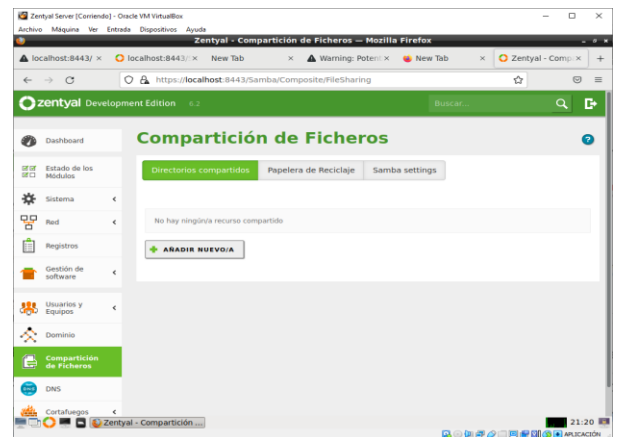 Zentyal Server [Corriendo] - Oracle VM VirtualBox
Archivo Máquina Ver Entrada Dispositivos Ayuda
Zentyal - Compartición de Ficheros — Mozilla Firefox
localhost:8443/ localhost:8443/ New Tab Warning: Potent New Tab Zentyal - Comp
https://localhost:8443/Samba/Composite/FileSharing
zentyal Development Edition 6.2 Buscar...
Dashboard
Compartición de Ficheros
Estado de los Módulos
Directorios compartidos Papelera de Reciclaje Samba settings
Sistema
Red
No hay ningún/a recurso compartido
Registros
AÑADIR NUEVO/A
Gestión de software
Usuarios y Equipos
Dominio
Compartición de Ficheros
DNS
Cortafuegos
Zentyal - Compartición ...
21:20
APLICACIÓN